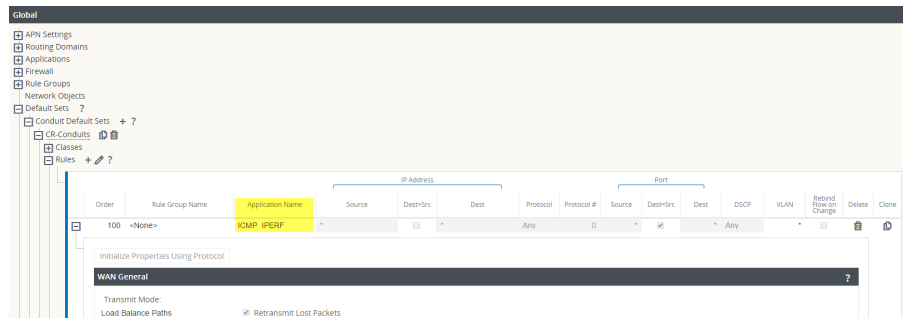 Global
APN Settings
Routing Domains
Applications
Firewall
Rule Groups
Network Objects
Default Sets ?
Conduit Default Sets + ?
CR-Conduits
Classes
Rules + ?
IP Address Port
Order Rule Group Name Application Name Source Dest=Src Dest Protocol Protocol # Source Dest=Src Dest DSCP VLAN Rebind Flow on Change Delete Clone
100 <None> ICMP_IPERF * * Any 0 * * Any *
Initialize Properties Using Protocol
WAN General ?
Transmit Mode:
Load Balance Paths Retransmit Lost Packets